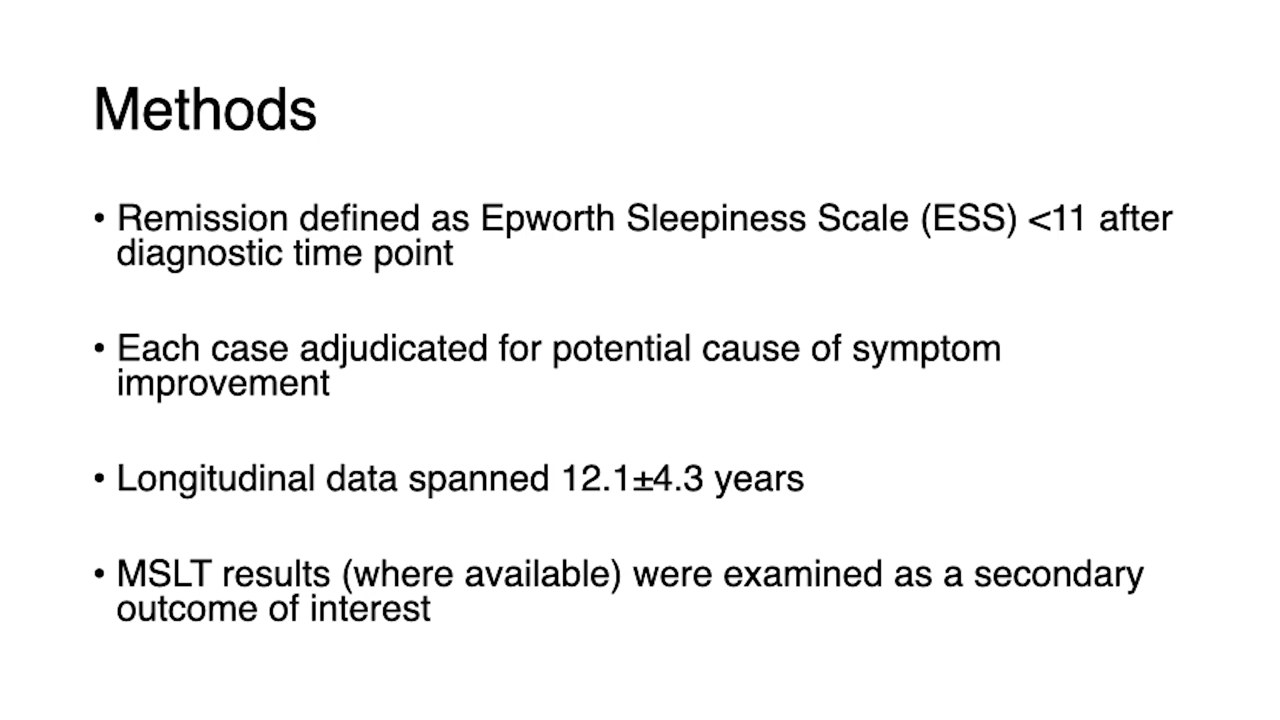 Methods
• Remission defined as Epworth Sleepiness Scale (ESS) <11 after
diagnostic time point
• Each case adjudicated for potential cause of symptom
improvement
• Longitudinal data spanned 12.1±4.3 years
• MSLT results (where available) were examined as a secondary
outcome of interest